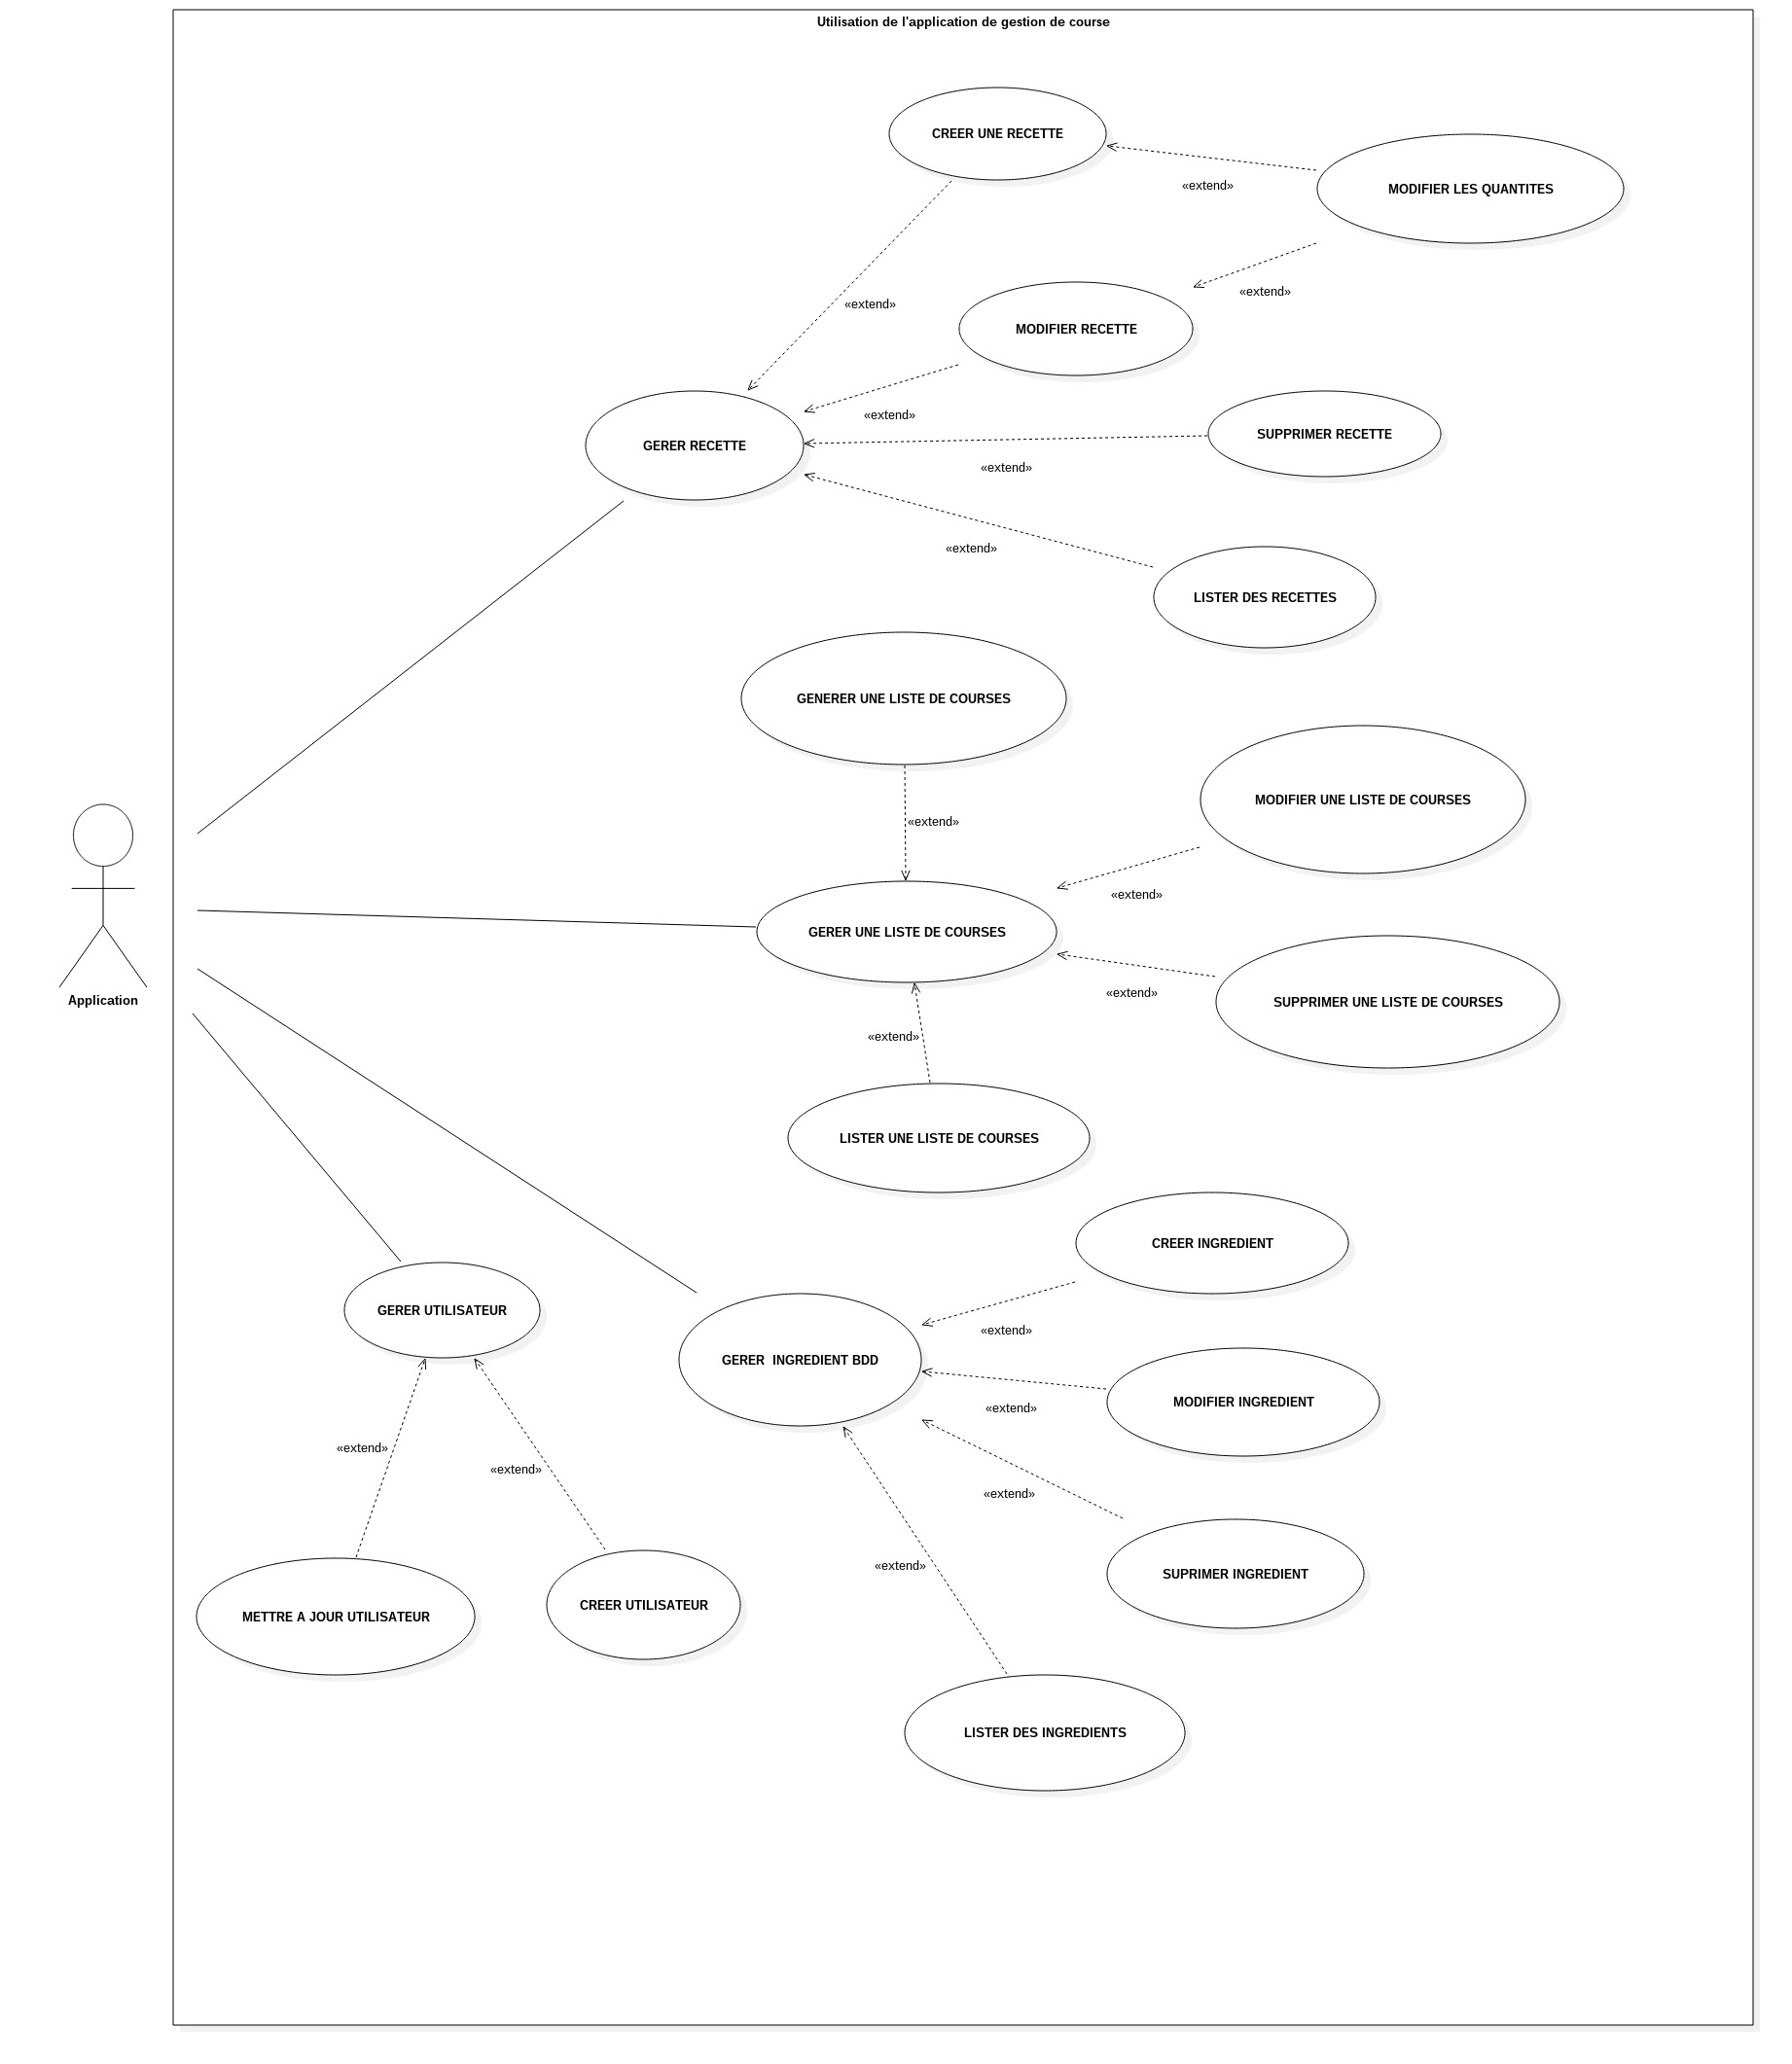 Utilisation de l'application de gestion de course
CREER UNE RECETTE
«extend»
MODIFIER LES QUANTITES
«extend»
«extend»
MODIFIER RECETTE
«extend»
GERER RECETTE
SUPPRIMER RECETTE
«extend»
«extend»
LISTER DES RECETTES
GENERER UNE LISTE DE COURSES
«extend»
MODIFIER UNE LISTE DE COURSES
«extend»
GERER UNE LISTE DE COURSES
«extend»
SUPPRIMER UNE LISTE DE COURSES
Application
«extend»
LISTER UNE LISTE DE COURSES
CREER INGREDIENT
GERER UTILISATEUR
«extend»
GERER  INGREDIENT BDD
MODIFIER INGREDIENT
«extend»
«extend»
«extend»
«extend»
«extend»
SUPRIMER INGREDIENT
METTRE A JOUR UTILISATEUR
CREER UTILISATEUR
LISTER DES INGREDIENTS